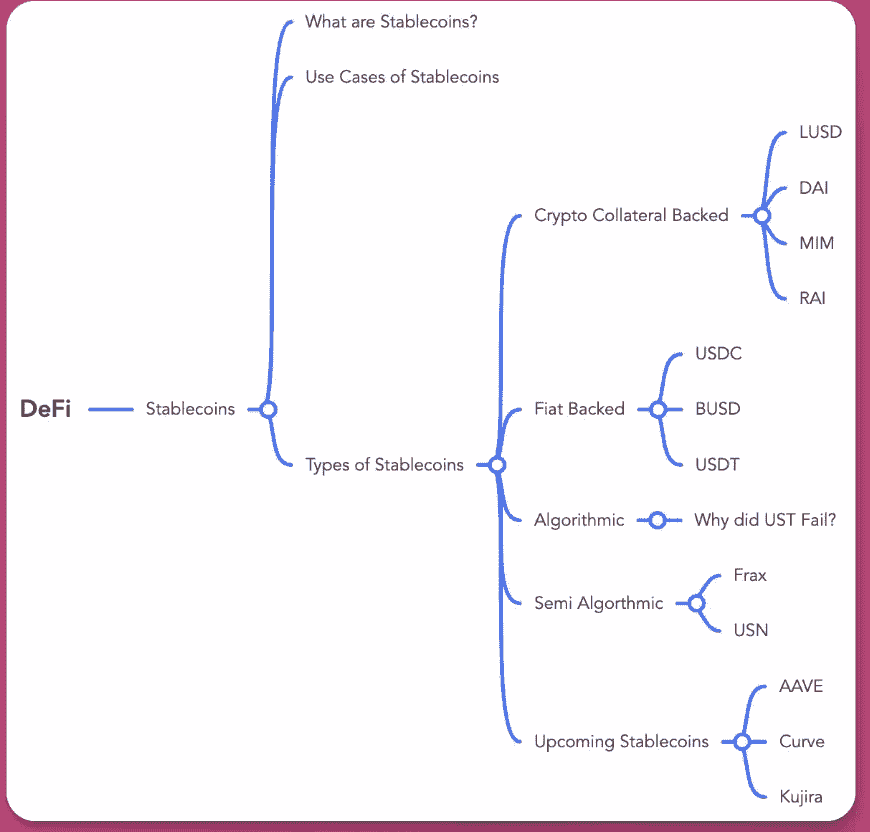 What are Stablecoins?
Use Cases of Stablecoins
LUSD
DAI
Crypto Collateral Backed
MIM
RAI
USDC
DeFi
Stablecoins
Fiat Backed
BUSD
Types of Stablecoins
USDT
Algorithmic
Why did UST Fail?
Frax
Semi Algorthmic
USN
AAVE
Upcoming Stablecoins
Curve
Kujira